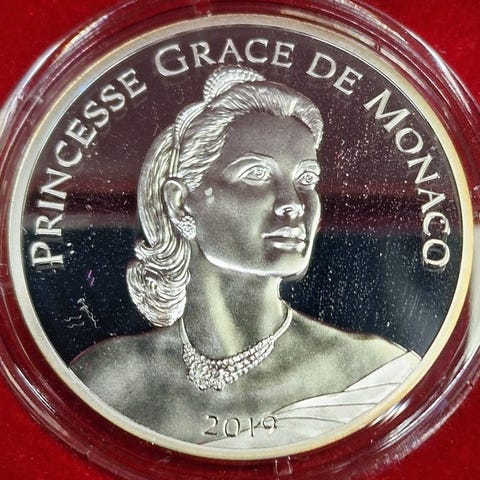 PRINCESSE GRACE DE MONACO
2019